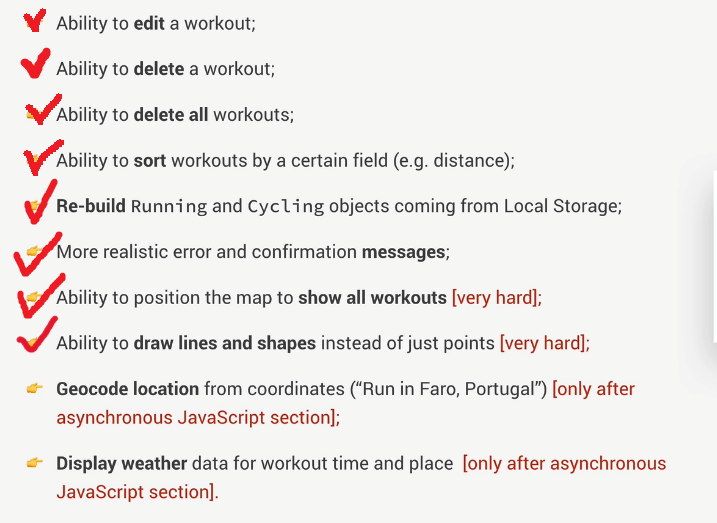 Ability to edit a workout;
Ability to delete a workout;
Ability to delete all workouts;
Ability to sort workouts by a certain field (e.g. distance);
Re-build Running and Cycling objects coming from Local Storage;
More realistic error and confirmation messages;
Ability to position the map to show all workouts [very hard];
Ability to draw lines and shapes instead of just points [very hard];
Geocode location from coordinates (“Run in Faro, Portugal”) [only after
asynchronous JavaScript section];
Display weather data for workout time and place [only after asynchronous
JavaScript section].